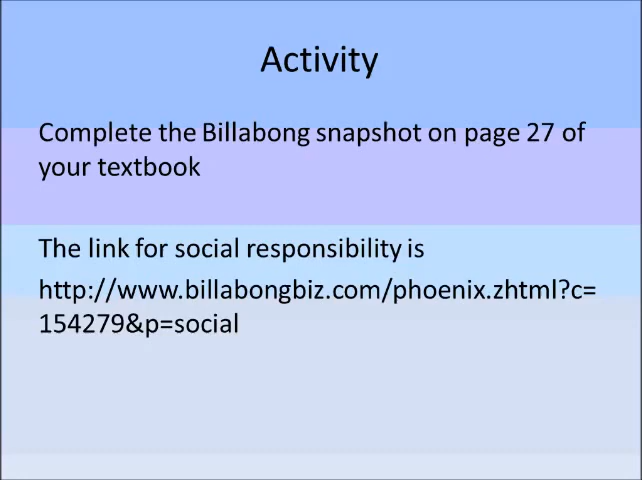 Activity
Complete the Billabong snapshot on page 27 of
your textbook
The link for social responsibility is
http://www.billabongbiz.com/phoenix.zhtml?c=
154279&p=social